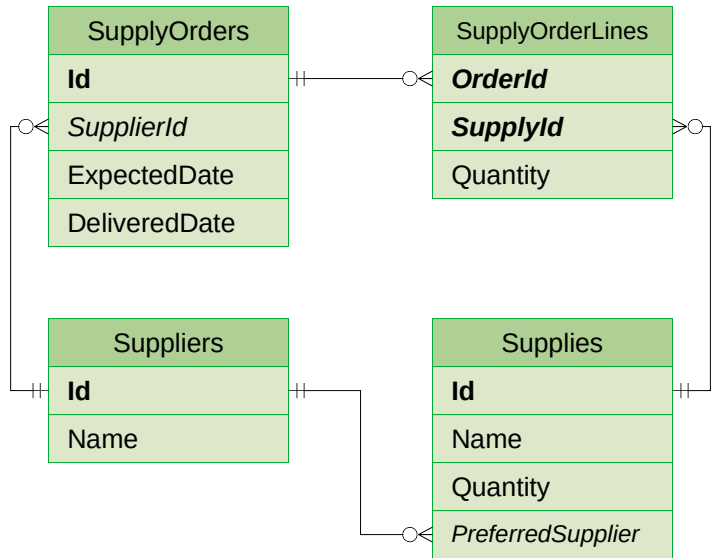 SupplyOrders
Id
SupplierId
ExpectedDate
DeliveredDate
SupplyOrderLines
OrderId
SupplyId
Quantity
Suppliers
Id
Name
Supplies
Id
Name
Quantity
PreferredSupplier